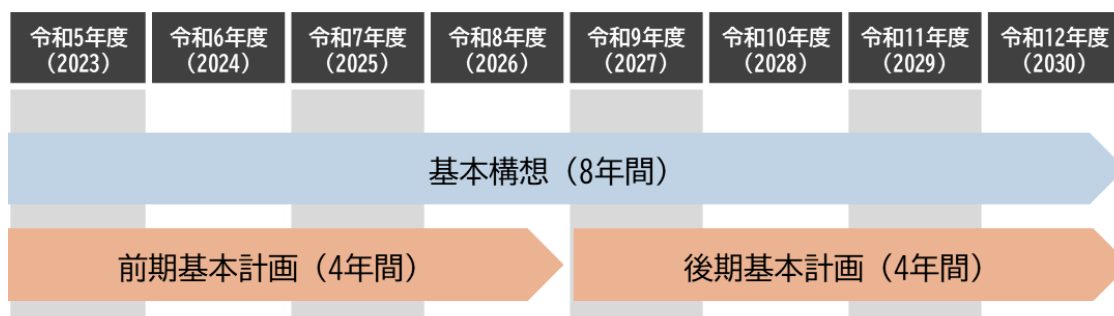 令和5年度
（2023）
令和6年度
（2024）
令和7年度
（2025）
令和8年度
（2026）
令和9年度
（2027）
令和10年度
（2028）
令和11年度
（2029）
令和12年度
（2030）
基本構想（8年間）
前期基本計画（4年間）
後期基本計画（4年間）